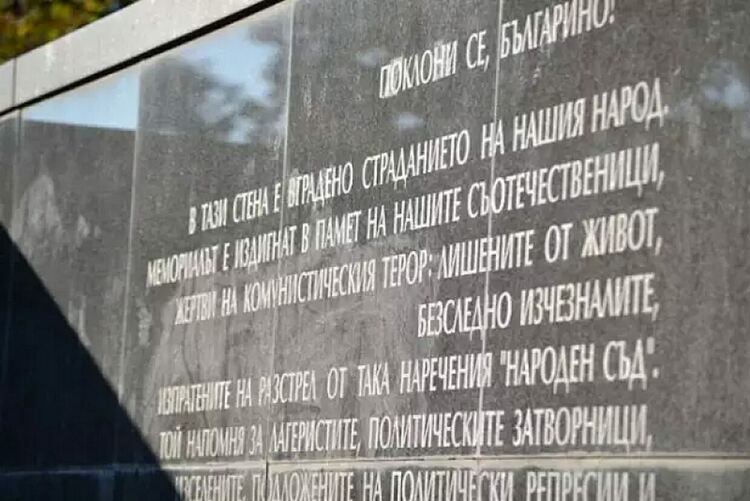 ПОКЛОНИ СЕ, БЪЛГАРИНО!
В ТАЗИ СТЕНА Е ВГРАДЕНО СТРАДАНИЕТО НА НАШИЯ НАРОД.
МЕМОРИАЛЪТ Е ИЗДИГНАТ В ПАМЕТ НА НАШИТЕ СЪОТЕЧЕСТВЕНИЦИ,
ЖЕРТВИ НА КОМУНИСТИЧЕСКИЯ ТЕРОР: ЛИШЕНИТЕ ОТ ЖИВОТ,
БЕЗСЛЕДНО ИЗЧЕЗНАЛИТЕ,
ИЗПРАТЕНИТЕ НА РАЗСТРЕЛ ОТ ТАКА НАРЕЧЕНИЯ "НАРОДЕН СЪД".
ТОЙ НАПОМНЯ ЗА ЛАГЕРИСТИТЕ, ПОЛИТИЧЕСКИТЕ ЗАТВОРНИЦИ,
ПОДЛОЖЕНИТЕ НА ПОЛИТИЧЕСКИ РЕПРЕСИИ И